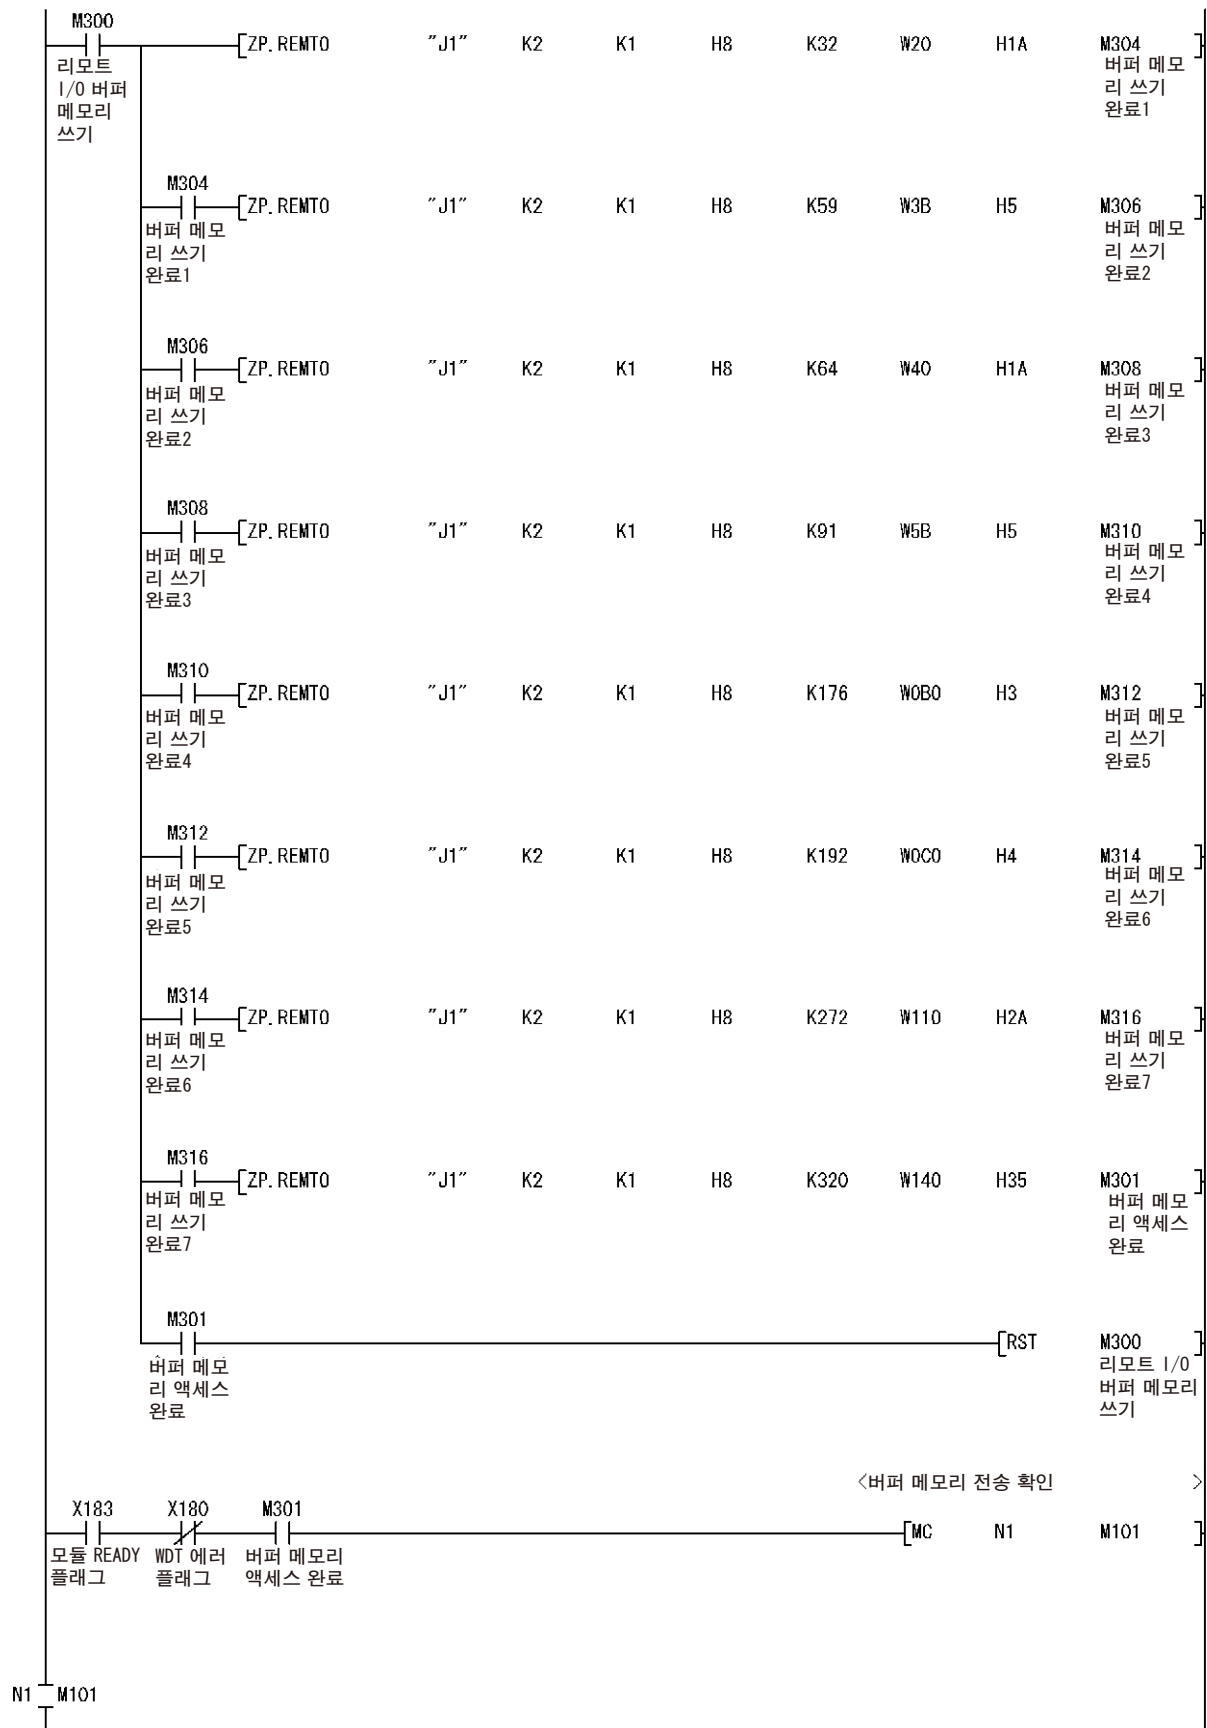 M300
[ZP.REMTO "J1" K2 K1 H8 K32 W20 H1A M304 ]
리모트
I/O 버퍼
메모리
쓰기
버퍼 메모
리 쓰기
완료1
M304
[ZP.REMTO "J1" K2 K1 H8 K59 W3B H5 M306 ]
버퍼 메모
리 쓰기
완료1
버퍼 메모
리 쓰기
완료2
M306
[ZP.REMTO "J1" K2 K1 H8 K64 W40 H1A M308 ]
버퍼 메모
리 쓰기
완료2
버퍼 메모
리 쓰기
완료3
M308
[ZP.REMTO "J1" K2 K1 H8 K91 W5B H5 M310 ]
버퍼 메모
리 쓰기
완료3
버퍼 메모
리 쓰기
완료4
M310
[ZP.REMTO "J1" K2 K1 H8 K176 W0B0 H3 M312 ]
버퍼 메모
리 쓰기
완료4
버퍼 메모
리 쓰기
완료5
M312
[ZP.REMTO "J1" K2 K1 H8 K192 W0C0 H4 M314 ]
버퍼 메모
리 쓰기
완료5
버퍼 메모
리 쓰기
완료6
M314
[ZP.REMTO "J1" K2 K1 H8 K272 W110 H2A M316 ]
버퍼 메모
리 쓰기
완료6
버퍼 메모
리 쓰기
완료7
M316
[ZP.REMTO "J1" K2 K1 H8 K320 W140 H35 M301 ]
버퍼 메모
리 쓰기
완료7
버퍼 메모
리 액세스
완료
M301
[RST M300 ]
버퍼 메모
리 액세스
완료
리모트 I/O
버퍼 메모리
쓰기
<버퍼 메모리 전송 확인 >
X183 X180 M301
[MC N1 M101 ]
모듈 READY
플래그
WDT 에러
플래그
버퍼 메모리
액세스 완료
N1 M101